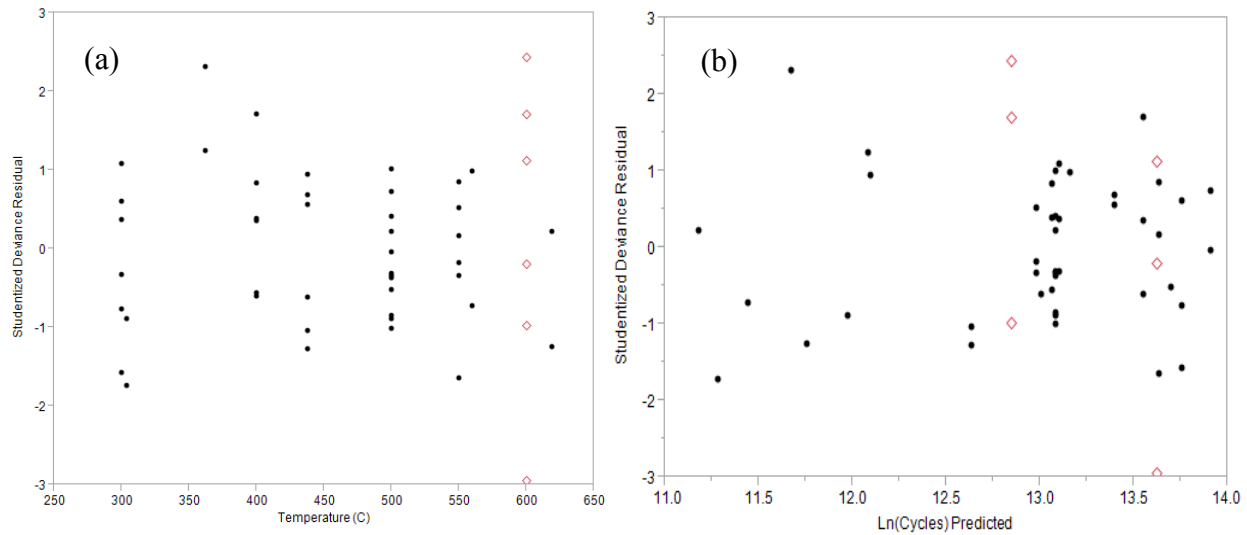 (a)
Studentized Deviance Residual
3
2
1
0
-1
-2
-3
250 300 350 400 450 500 550 600 650
Temperature (C)
(b)
Studentized Deviance Residual
3
2
1
0
-1
-2
-3
11.0 11.5 12.0 12.5 13.0 13.5 14.0
Ln(Cycles) Predicted